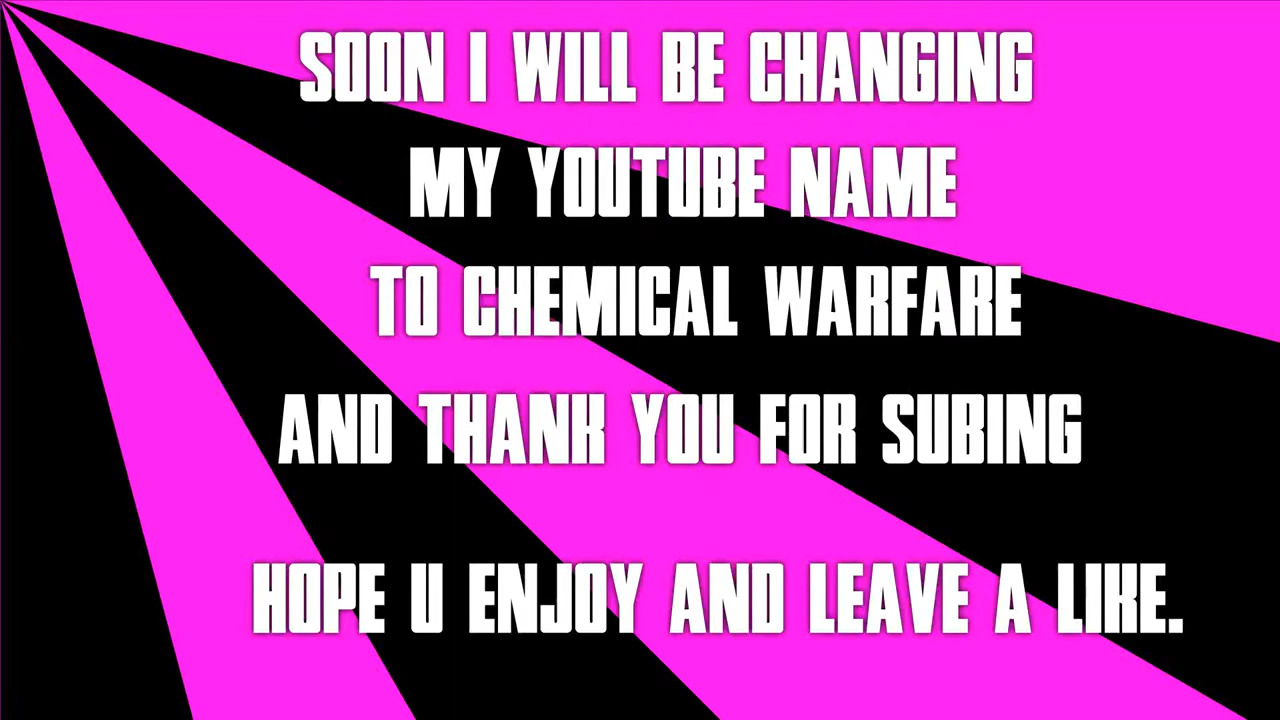 SOON I WILL BE CHANGING
MY YOUTUBE NAME
TO CHEMICAL WARFARE
AND THANK YOU FOR SUBING
HOPE U ENJOY AND LEAVE A LIKE.